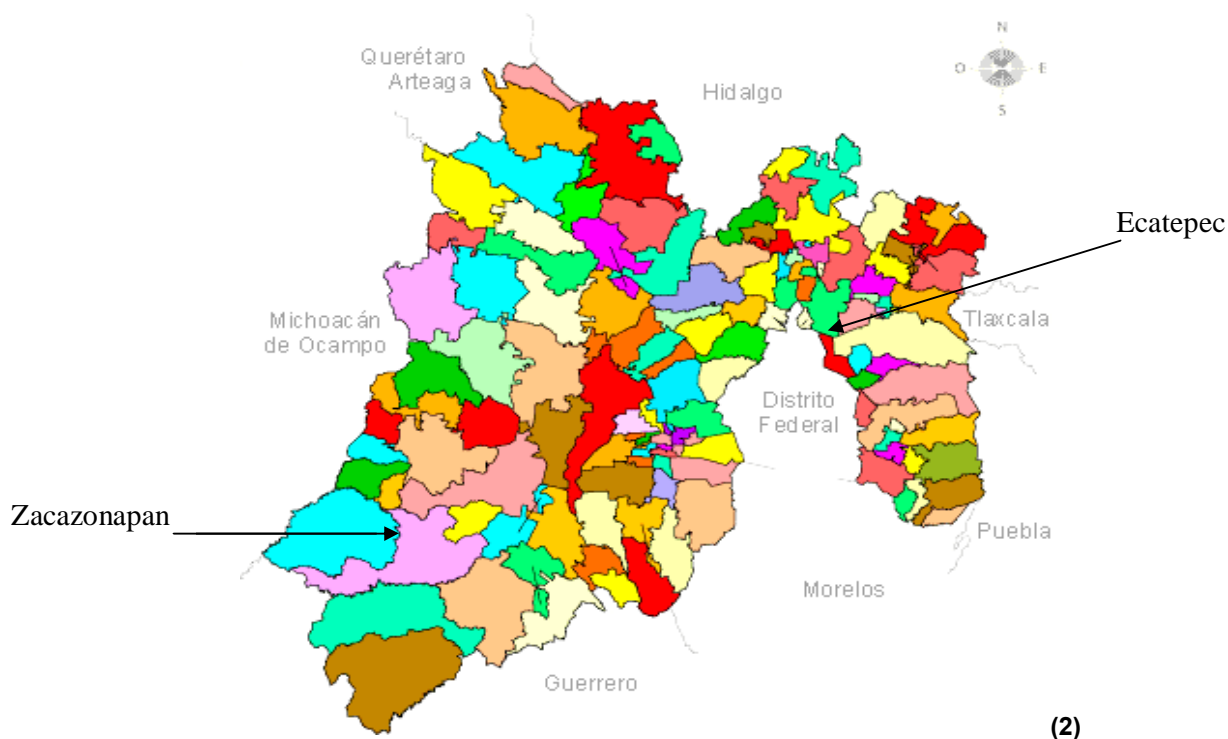 N
Querétaro
Arteaga
O
E
Hidalgo
S
Ecatepec
Michoacán
de Ocampo
Tlaxcala
Distrito
Federal
Zacazonapan
Puebla
Morelos
Guerrero
(2)